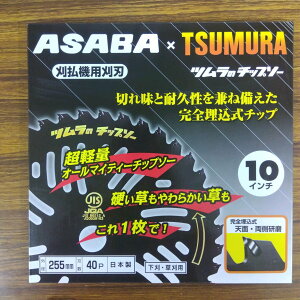 ASABA × TSUMURA
刈払機用刈刃
ツムラのチップソー
切れ味と耐久性を兼ね備えた
完全埋込式チップ
ツムラのチップソー
超軽量
オールマイティーチップソー
10
インチ
硬い草もやわらかい草も
これ1枚で!
JIS
完全埋込式
天面・両側研磨
255mm
40P
日本製
下刈・草刈用